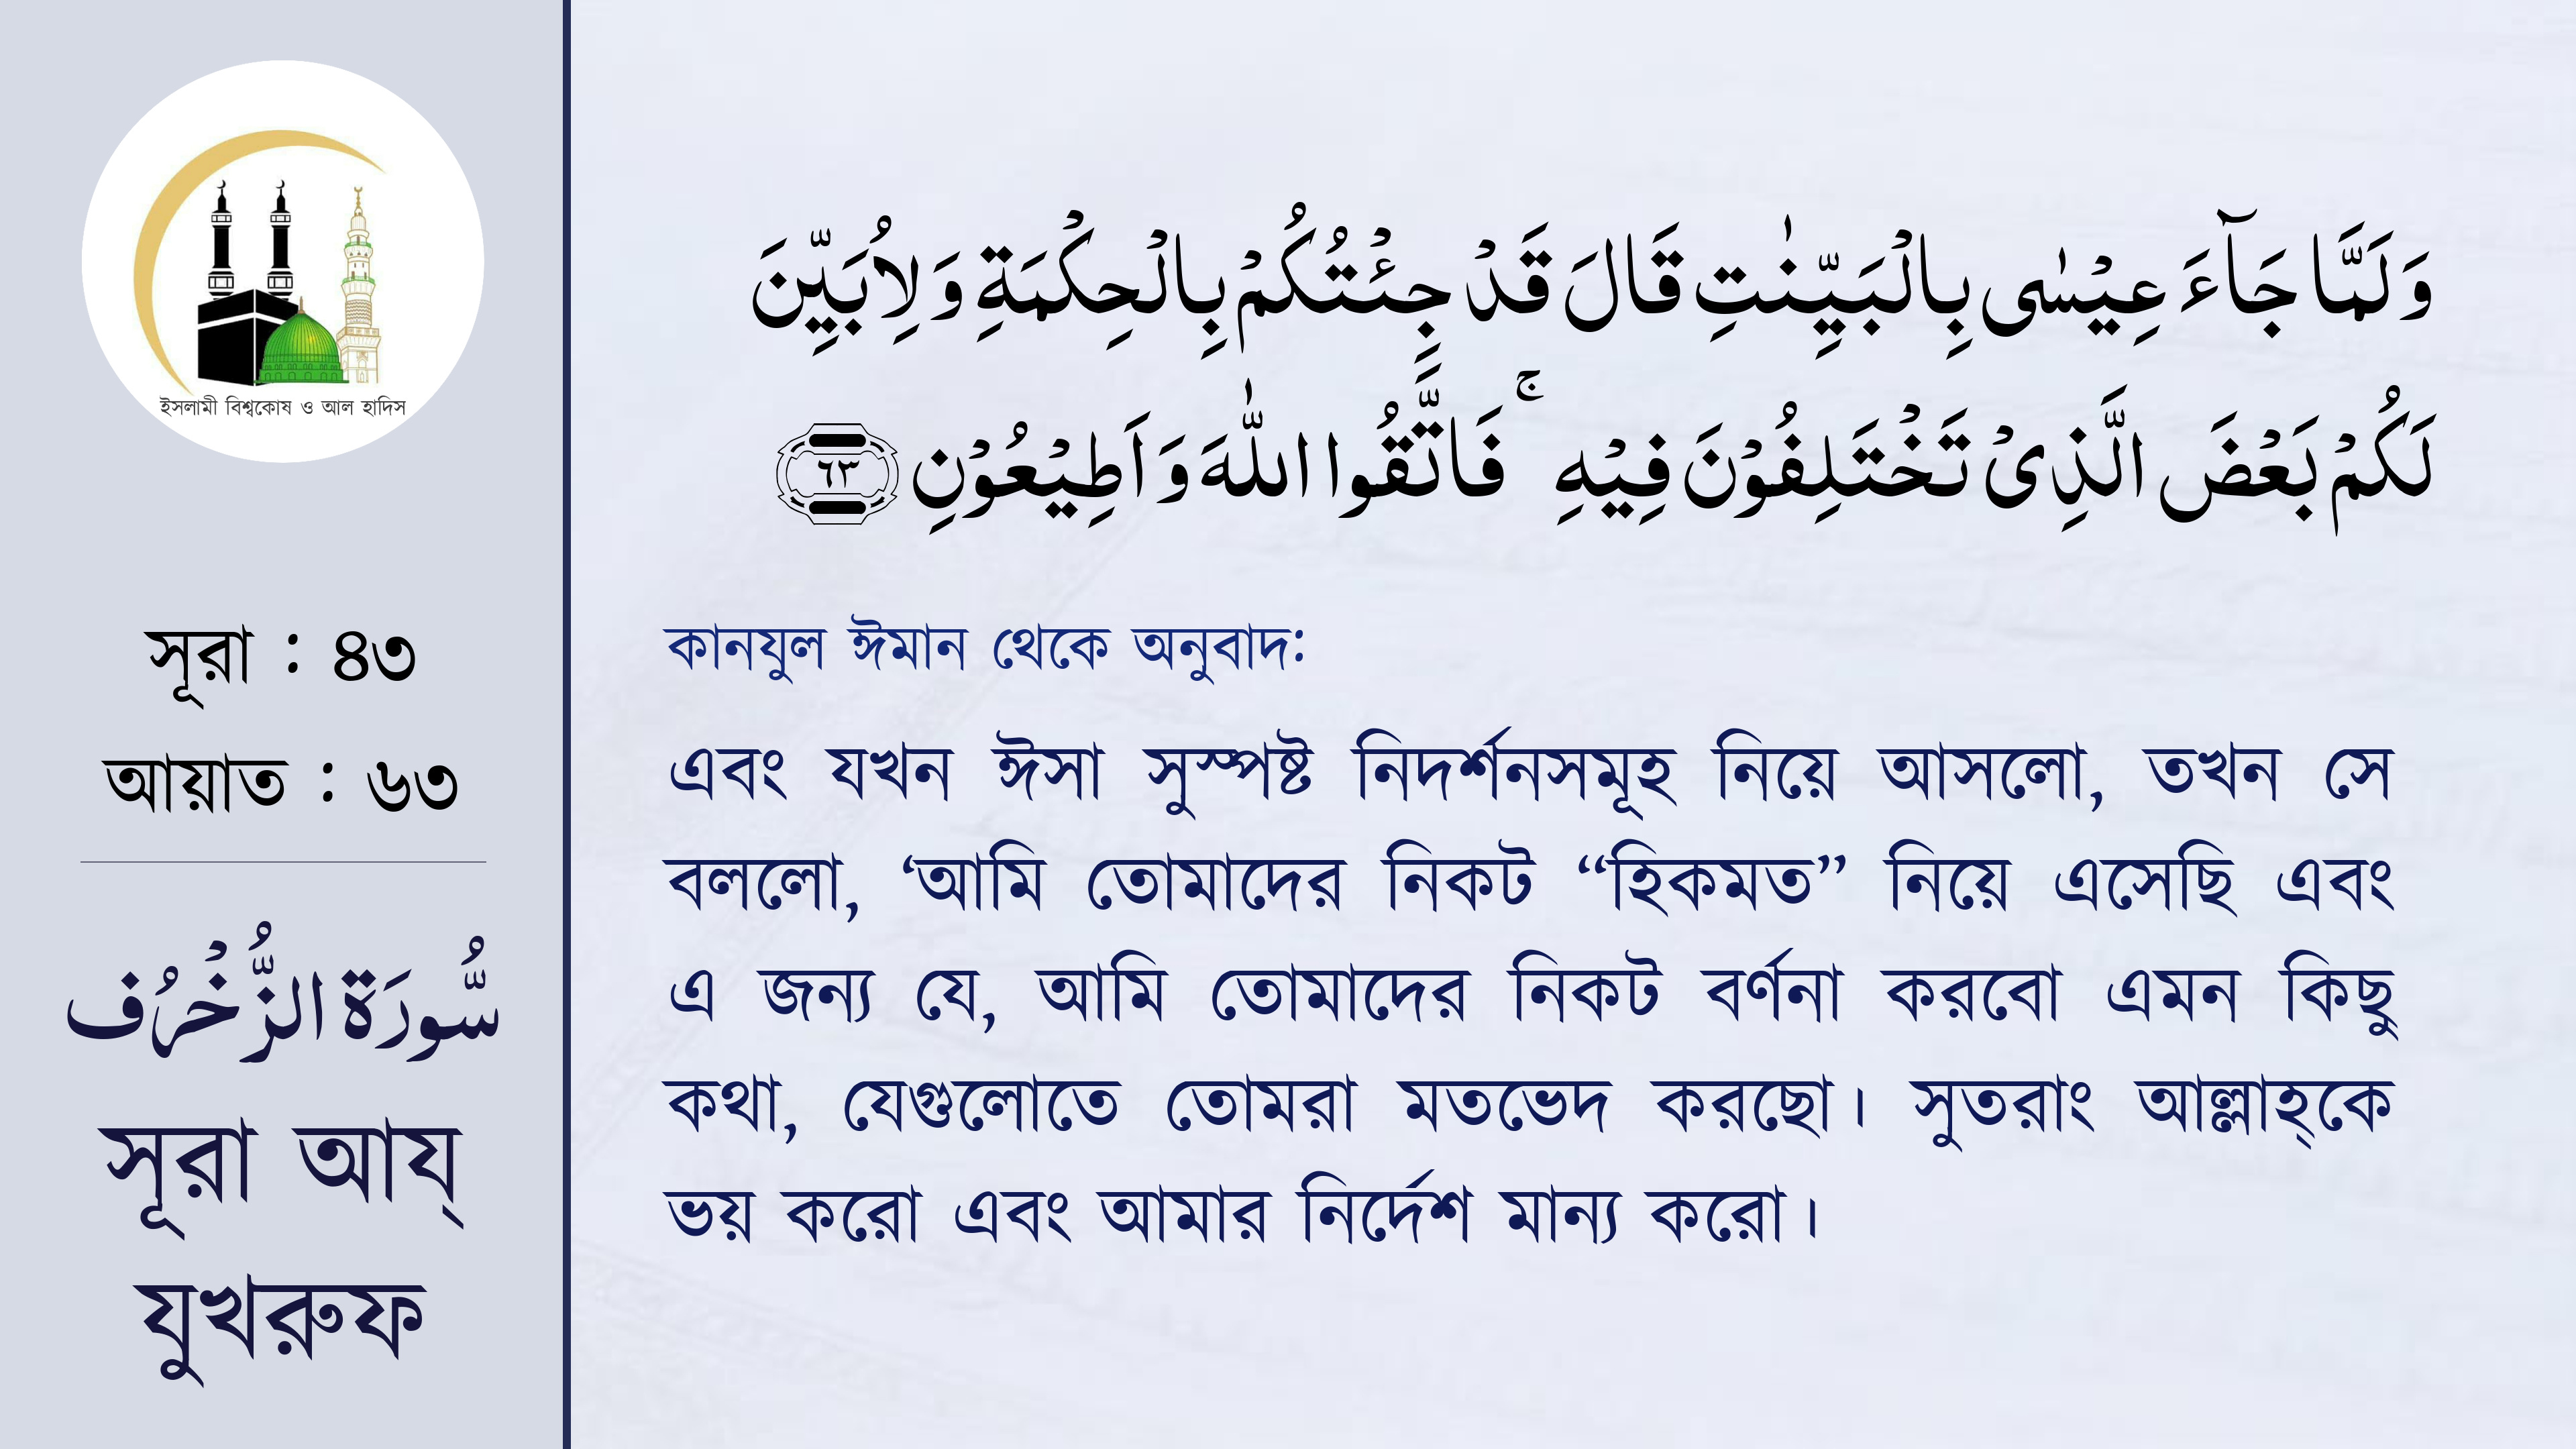 ইসলামী বিশ্বকোষ ও আল হাদিস
সূরা : ৪৩
আয়াত : ৬৩
سُّورَة الزُّخْرُف
সূরা আয্
যুখরুফ
وَلَمَّا جَآءَ عِيْسٰى بِالْبَيِّنٰتِ قَالَ قَدْ جِئْتُكُمْ بِالْحِكْمَةِ وَلِاُبَيِّنَ
لَكُمْ بَعْضَ الَّذِىْ تَخْتَلِفُوْنَ فِيْهِ ۚ فَاتَّقُوا اللّٰهَ وَاَطِيْعُوْنِ ﴿٦٣﴾
কানযুল ঈমান থেকে অনুবাদ:
এবং যখন ঈসা সুস্পষ্ট নিদর্শনসমূহ নিয়ে আসলো, তখন সে
বললো, ‘আমি তোমাদের নিকট “হিকমত” নিয়ে এসেছি এবং
এ জন্য যে, আমি তোমাদের নিকট বর্ণনা করবো এমন কিছু
কথা, যেগুলোতে তোমরা মতভেদ করছো। সুতরাং আল্লাহ্‌কে
ভয় করো এবং আমার নির্দেশ মান্য করো।